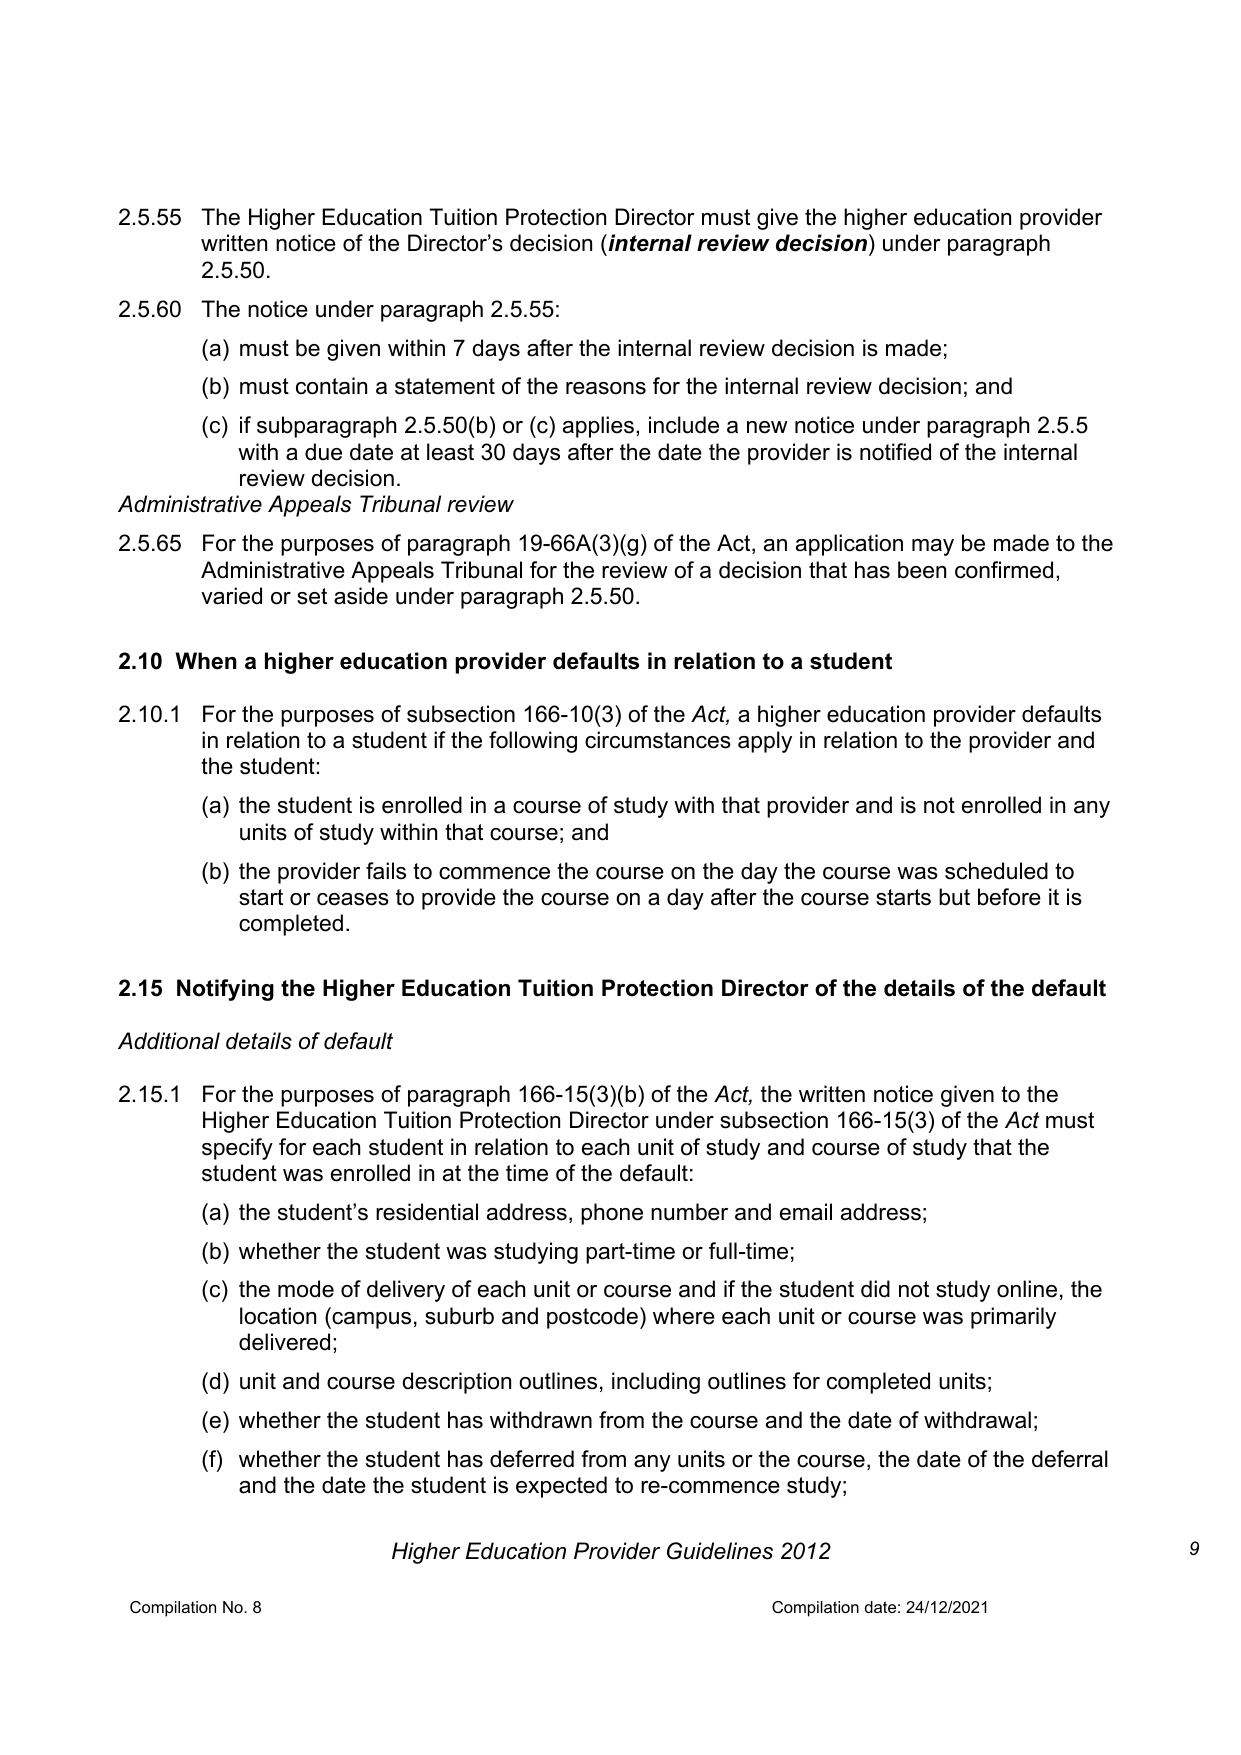 2.5.55 The Higher Education Tuition Protection Director must give the higher education provider
written notice of the Director’s decision (internal review decision) under paragraph
2.5.50.
2.5.60 The notice under paragraph 2.5.55:
(a) must be given within 7 days after the internal review decision is made;
(b) must contain a statement of the reasons for the internal review decision; and
(c) if subparagraph 2.5.50(b) or (c) applies, include a new notice under paragraph 2.5.5
with a due date at least 30 days after the date the provider is notified of the internal
review decision.
Administrative Appeals Tribunal review
2.5.65 For the purposes of paragraph 19-66A(3)(g) of the Act, an application may be made to the
Administrative Appeals Tribunal for the review of a decision that has been confirmed,
varied or set aside under paragraph 2.5.50.
2.10 When a higher education provider defaults in relation to a student
2.10.1 For the purposes of subsection 166-10(3) of the Act, a higher education provider defaults
in relation to a student if the following circumstances apply in relation to the provider and
the student:
(a) the student is enrolled in a course of study with that provider and is not enrolled in any
units of study within that course; and
(b) the provider fails to commence the course on the day the course was scheduled to
start or ceases to provide the course on a day after the course starts but before it is
completed.
2.15 Notifying the Higher Education Tuition Protection Director of the details of the default
Additional details of default
2.15.1 For the purposes of paragraph 166-15(3)(b) of the Act, the written notice given to the
Higher Education Tuition Protection Director under subsection 166-15(3) of the Act must
specify for each student in relation to each unit of study and course of study that the
student was enrolled in at the time of the default:
(a) the student’s residential address, phone number and email address;
(b) whether the student was studying part-time or full-time;
(c) the mode of delivery of each unit or course and if the student did not study online, the
location (campus, suburb and postcode) where each unit or course was primarily
delivered;
(d) unit and course description outlines, including outlines for completed units;
(e) whether the student has withdrawn from the course and the date of withdrawal;
(f) whether the student has deferred from any units or the course, the date of the deferral
and the date the student is expected to re-commence study;
Higher Education Provider Guidelines 2012 9
Compilation No. 8 Compilation date: 24/12/2021